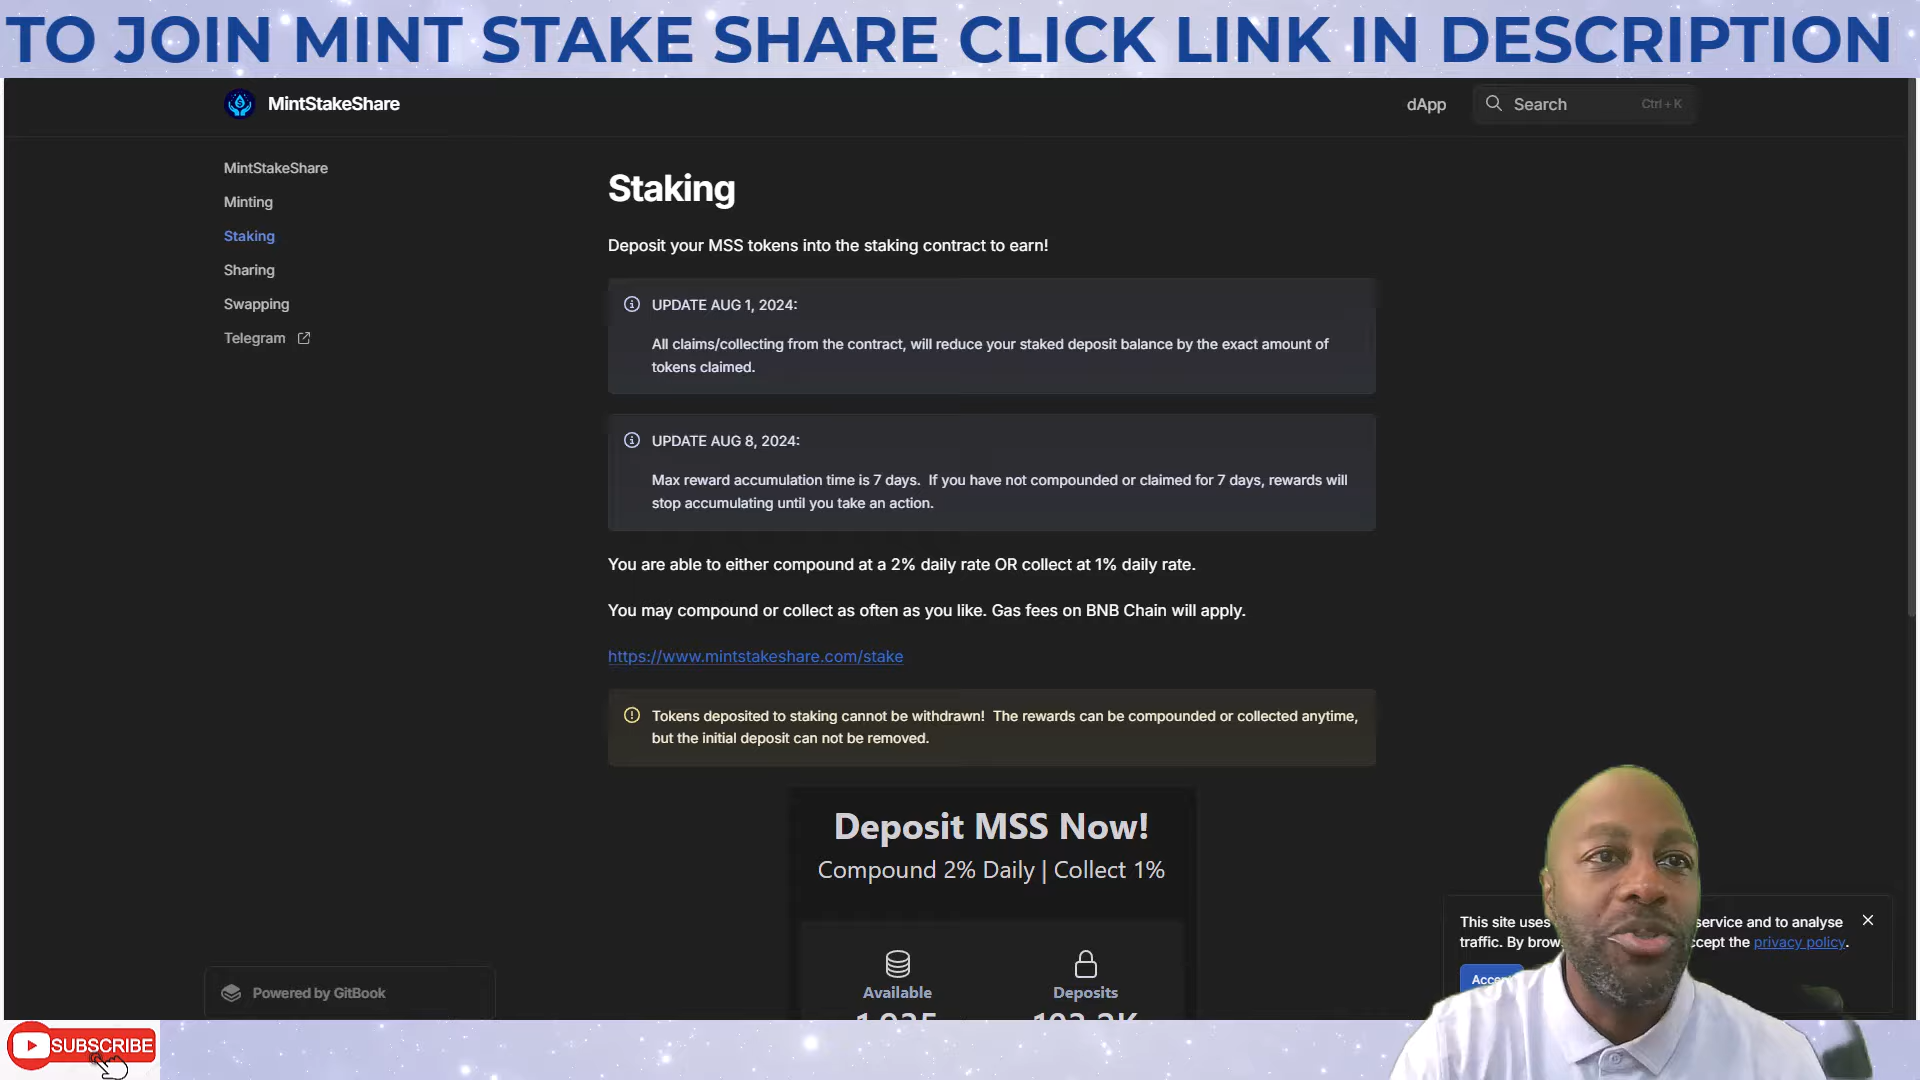 TO JOIN MINT STAKE SHARE CLICK LINK IN DESCRIPTION
MintStakeShare
dApp
Search
Ctrl + K
MintStakeShare
Minting
Staking
Sharing
Swapping
Telegram
Staking
Deposit your MSS tokens into the staking contract to earn!
UPDATE AUG 1, 2024:
All claims/collecting from the contract, will reduce your staked deposit balance by the exact amount of
tokens claimed.
UPDATE AUG 8, 2024:
Max reward accumulation time is 7 days. If you have not compounded or claimed for 7 days, rewards will
stop accumulating until you take an action.
You are able to either compound at a 2% daily rate OR collect at 1% daily rate.
You may compound or collect as often as you like. Gas fees on BNB Chain will apply.
https://www.mintstakeshare.com/stake
Tokens deposited to staking cannot be withdrawn! The rewards can be compounded or collected anytime,
but the initial deposit can not be removed.
Deposit MSS Now!
Compound 2% Daily | Collect 1%
Available
Deposits
This site uses service and to analyse
traffic. By the privacy policy.
Powered by GitBook
SUBSCRIBE